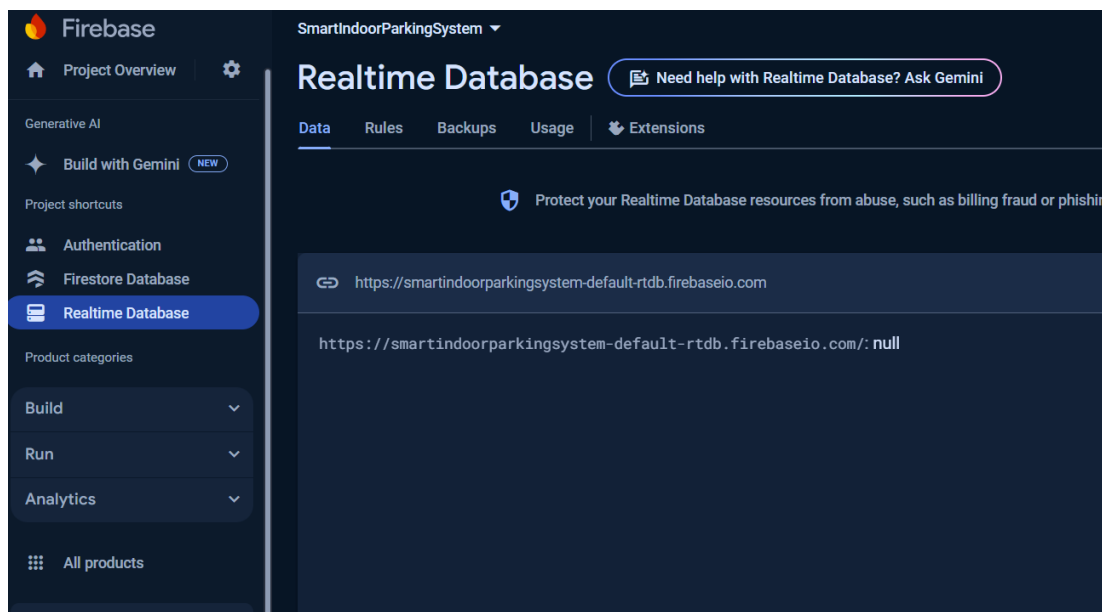 Firebase
Project Overview
Generative AI
Build with Gemini NEW
Project shortcuts
Authentication
Firestore Database
Realtime Database
Product categories
Build
Run
Analytics
All products
SmartIndoorParkingSystem
Realtime Database
Need help with Realtime Database? Ask Gemini
Data Rules Backups Usage Extensions
Protect your Realtime Database resources from abuse, such as billing fraud or phishin
https://smartindoorparkingsystem-default-rtdb.firebaseio.com
https://smartindoorparkingsystem-default-rtdb.firebaseio.com/: null